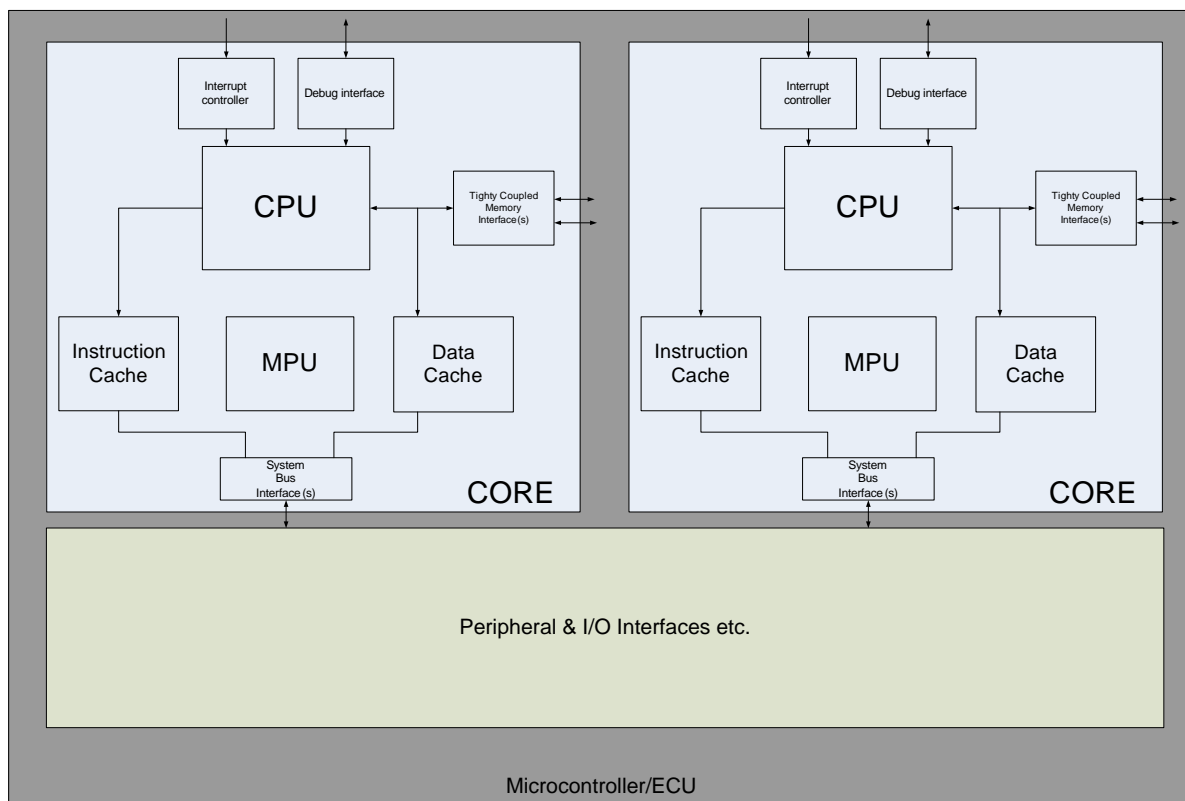 Interrupt
controller
Debug interface
CPU
Tighty Coupled
Memory
Interface(s)
Instruction
Cache
MPU
Data
Cache
System
Bus
Interface(s)
CORE
Interrupt
controller
Debug interface
CPU
Tighty Coupled
Memory
Interface(s)
Instruction
Cache
MPU
Data
Cache
System
Bus
Interface(s)
CORE
Peripheral & I/O Interfaces etc.
Microcontroller/ECU